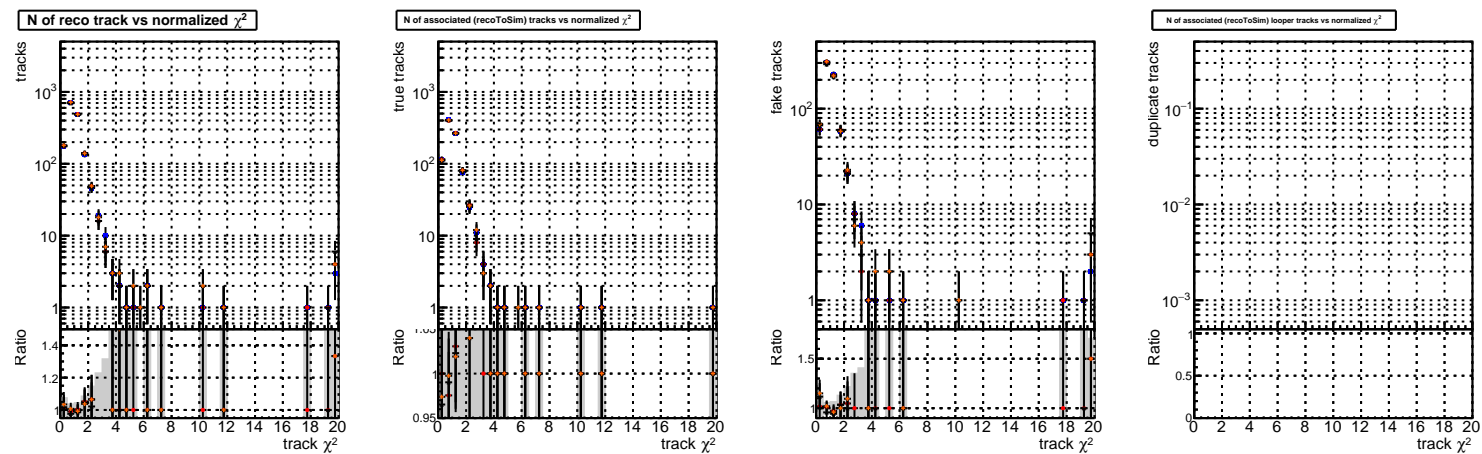 N of reco track vs normalized χ²
tracks
10³
10²
10
1
Ratio
1.4
1.2
1
0 2 4 6 8 10 12 14 16 18 20
track χ²
N of associated (recoToSim) tracks vs normalized χ²
true tracks
10³
10²
10
1
Ratio
1.05
1
0.95
0 2 4 6 8 10 12 14 16 18 20
track χ²
fake tracks
10²
10
1
Ratio
1.5
1
0 2 4 6 8 10 12 14 16 18 20
track χ²
N of associated (recoToSim) looper tracks vs normalized χ²
duplicate tracks
10⁻¹
10⁻²
10⁻³
Ratio
1
0.5
0
0 2 4 6 8 10 12 14 16 18 20
track χ²